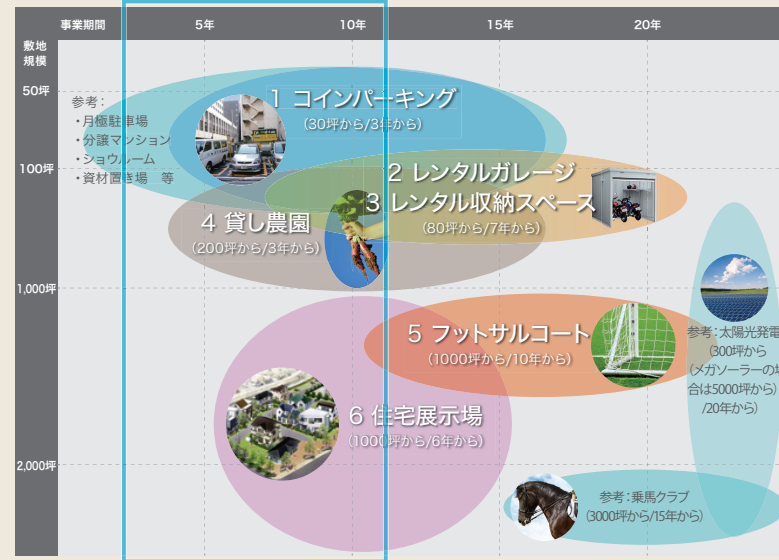 事業期間
5年
10年
15年
20年
敷地
規模
50坪
100坪
1,000坪
2,000坪
参考：
・月極駐車場
・分譲マンション
・ショウルーム
・資材置き場 等
1 コインパーキング
（30坪から/3年から）
2 レンタルガレージ
3 レンタル収納スペース
（80坪から/7年から）
4 貸し農園
（200坪から/3年から）
5 フットサルコート
（1000坪から/10年から）
参考：太陽光発電
（300坪から
（メガソーラーの場
合は5000坪から）
/20年から）
6 住宅展示場
（1000坪から/6年から）
参考：乗馬クラブ
（3000坪から/15年から）